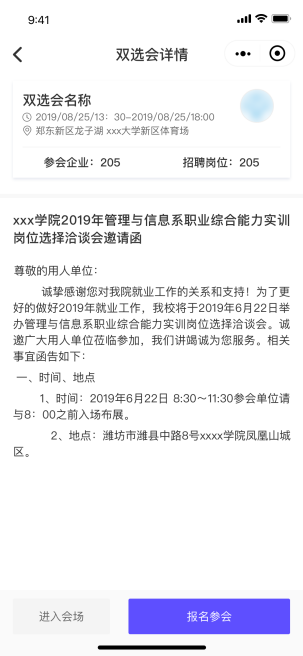 9:41
双选会详情
双选会名称
2019/08/25/13：30-2019/08/25/18:00
郑东新区龙子湖 xxx大学新区体育场
参会企业：205
招聘岗位：205
xxx学院2019年管理与信息系职业综合能力实训
岗位选择洽谈会邀请函
尊敬的用人单位：
诚挚感谢您对我院就业工作的关系和支持！为了更
好的做好2019年就业工作，我校将于2019年6月22日举
办管理与信息系职业综合能力实训岗位选择洽谈会。诚
邀广大用人单位莅临参加，我们讲竭诚为您服务。相关
事宜函告如下：
一、时间、地点
1、时间：2019年6月22日 8:30～11:30参会单位请
与8：00之前入场布展。
2、地点：潍坊市潍县中路8号xxxx学院凤凰山城
区。
进入会场
报名参会